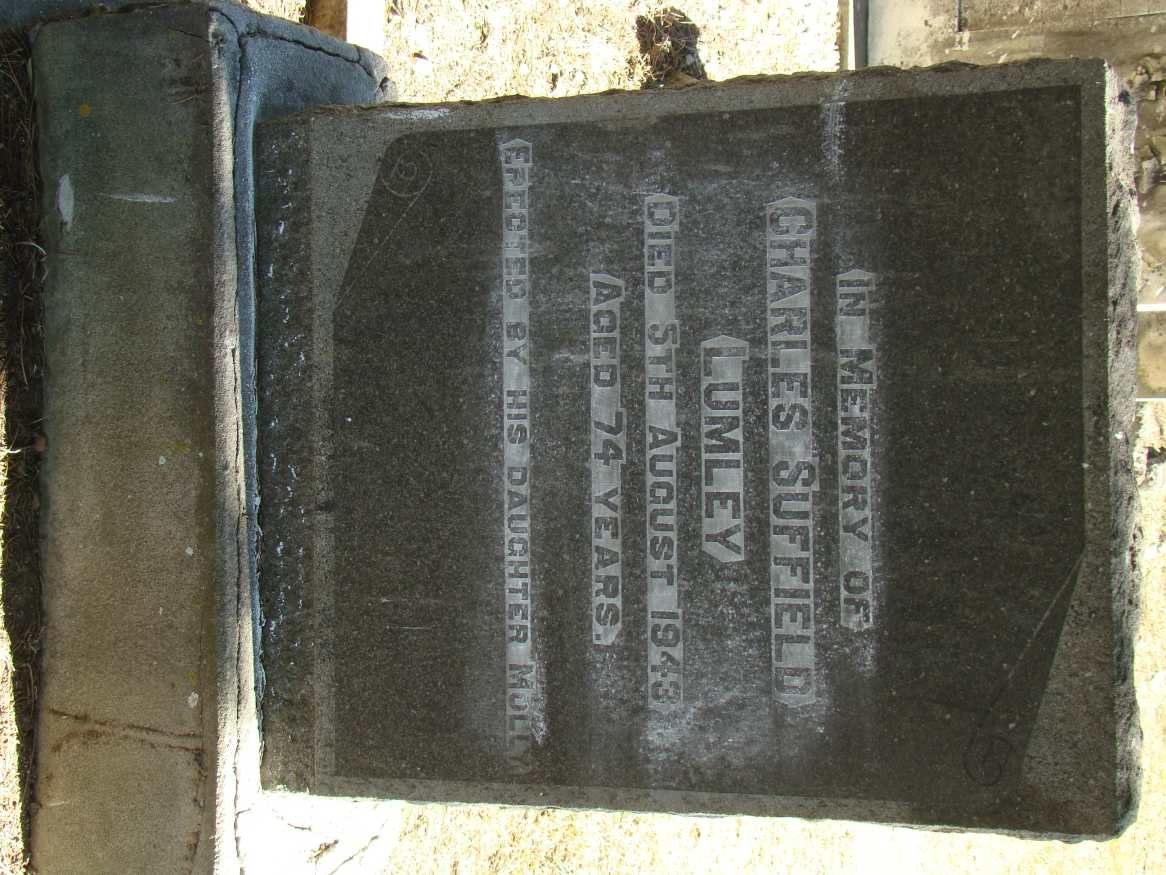 IN MEMORY OF
CHARLES SUFFIELD
LUMLEY
DIED 5TH AUGUST 1943
AGED 74 YEARS.
ERECTED BY HIS DAUGHTER MOLLY